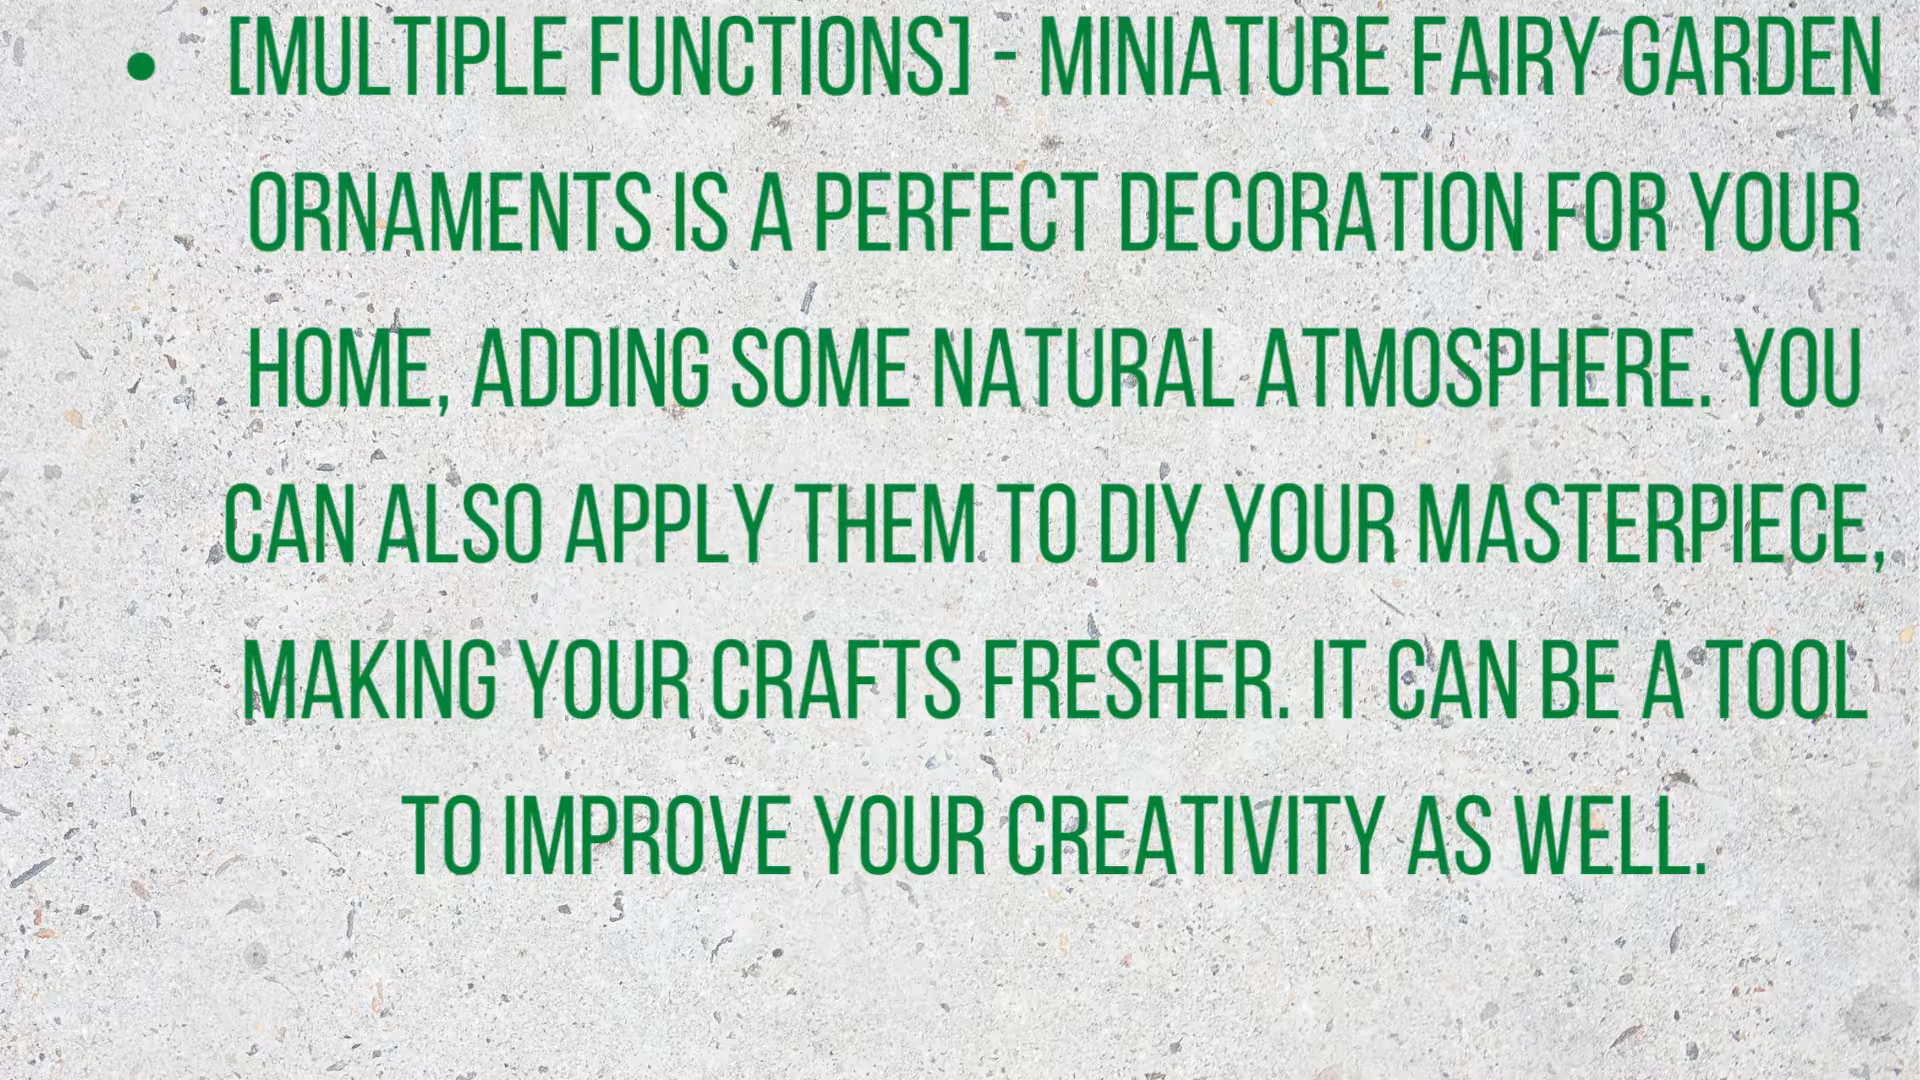 • [MULTIPLE FUNCTIONS] - MINIATURE FAIRY GARDEN
ORNAMENTS IS A PERFECT DECORATION FOR YOUR
HOME, ADDING SOME NATURAL ATMOSPHERE. YOU
CAN ALSO APPLY THEM TO DIY YOUR MASTERPIECE,
MAKING YOUR CRAFTS FRESHER. IT CAN BE A TOOL
TO IMPROVE YOUR CREATIVITY AS WELL.